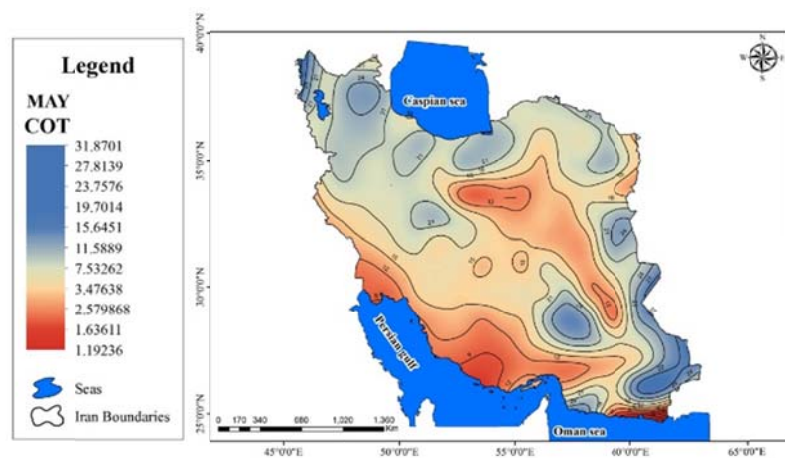 Legend
MAY
COT
31.8701
27.8139
23.7576
19.7014
15.6451
11.5889
7.53262
3.47638
2.579868
1.63611
1.19236
Seas
Iran Boundaries
40°0'0"N
35°0'0"N
30°0'0"N
25°0'0"N
N
E
S
Caspian sea
Persian gulf
Oman sea
0 170 340 680 1,020 1,360
Km
45°0'0"E 50°0'0"E 55°0'0"E 60°0'0"E 65°0'0"E